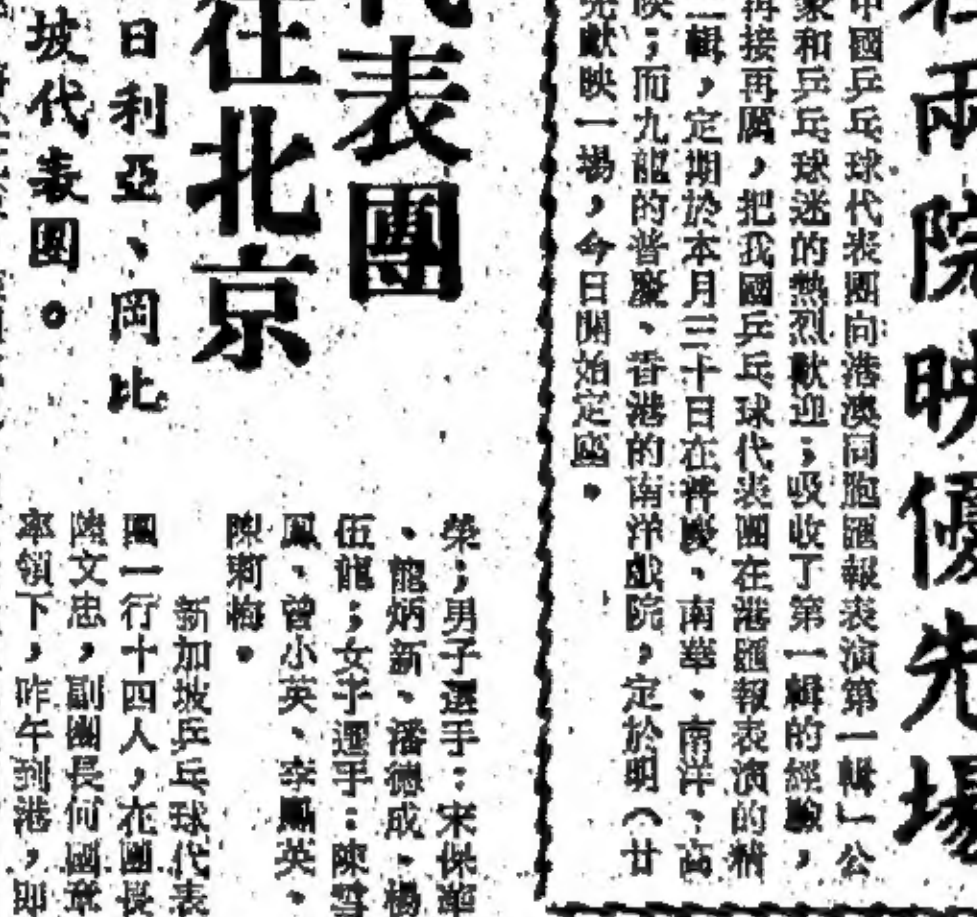 兩院映優先場
中國乒乓球代表團向港澳同胞滙報表演第一輯」公
和乒乓球迷的熱烈歡迎;吸收了第一輯的經驗,
再接再厲,把我國乒乓球代表團在港滙報表演的精
二輯,定期於本月三十日在普慶、南華、南洋、高
映;而九龍的普慶、香港的南洋戲院,定於明(廿
先獻映一場,今日開始定座。
代表團
在北京
日利亞、岡比
坡代表團。
榮;男子選手:宋保華
、龍炳新、潘德成、楊
伍龍;女子選手:陳雪
鳳、曾小英、李鳳英、
陳莉梅。
新加坡乒乓球代表
團一行十四人,在團長
陸文忠,副團長何國章
率領下,昨午到港,即